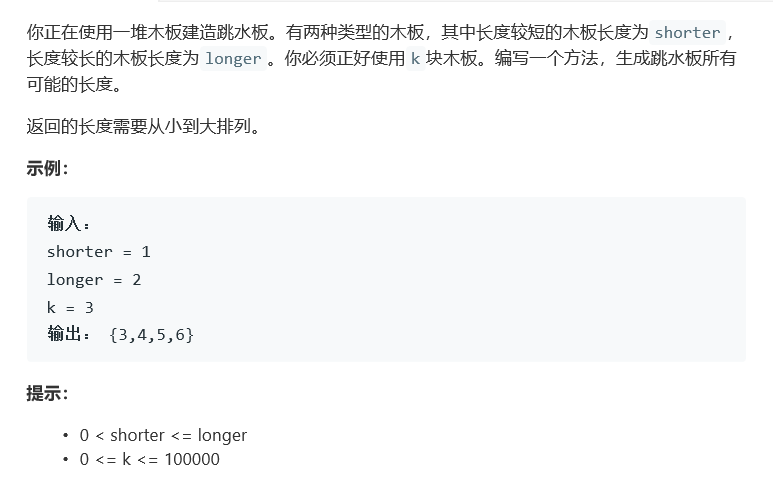 你正在使用一堆木板建造跳水板。有两种类型的木板，其中长度较短的木板长度为 shorter ，
长度较长的木板长度为 longer 。你必须正好使用 k 块木板。编写一个方法，生成跳水板所有
可能的长度。
返回的长度需要从小到大排列。
示例：
输入：
shorter = 1
longer = 2
k = 3
输出： {3,4,5,6}
提示：
• 0 < shorter <= longer
• 0 <= k <= 100000